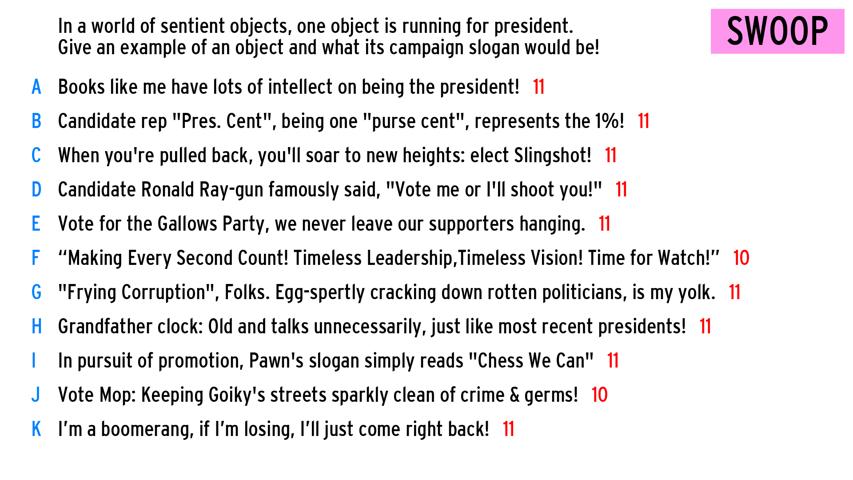 In a world of sentient objects, one object is running for president.
Give an example of an object and what its campaign slogan would be!
SWOOP
A Books like me have lots of intellect on being the president! 11
B Candidate rep "Pres. Cent", being one "purse cent", represents the 1%! 11
C When you're pulled back, you'll soar to new heights: elect Slingshot! 11
D Candidate Ronald Ray-gun famously said, "Vote me or I'll shoot you!" 11
E Vote for the Gallows Party, we never leave our supporters hanging. 11
F “Making Every Second Count! Timeless Leadership,Timeless Vision! Time for Watch!” 10
G "Frying Corruption", Folks. Egg-spertly cracking down rotten politicians, is my yolk. 11
H Grandfather clock: Old and talks unnecessarily, just like most recent presidents! 11
I In pursuit of promotion, Pawn's slogan simply reads "Chess We Can" 11
J Vote Mop: Keeping Goiky's streets sparkly clean of crime & germs! 10
K I’m a boomerang, if I’m losing, I’ll just come right back! 11